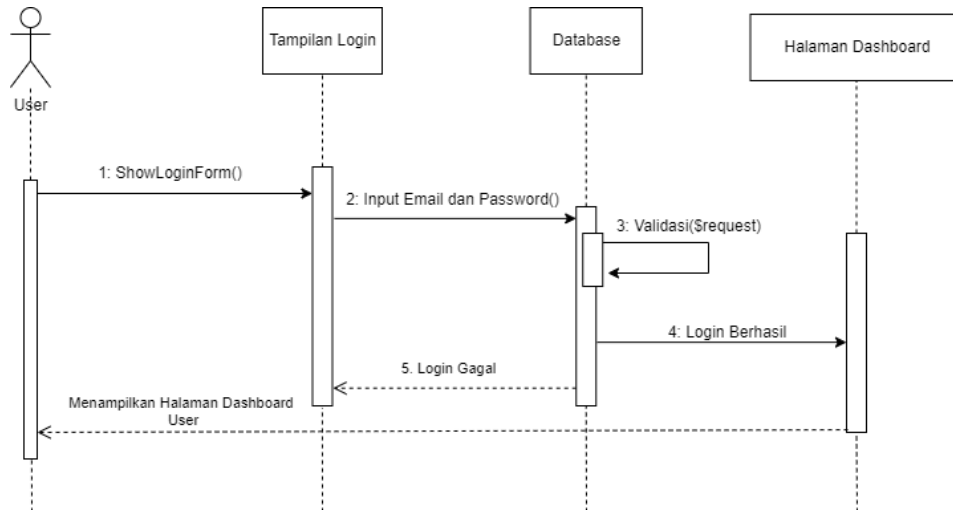 Tampilan Login
Database
Halaman Dashboard
User
1: ShowLoginForm()
2: Input Email dan Password()
3: Validasi($request)
4: Login Berhasil
5. Login Gagal
Menampilkan Halaman Dashboard
User